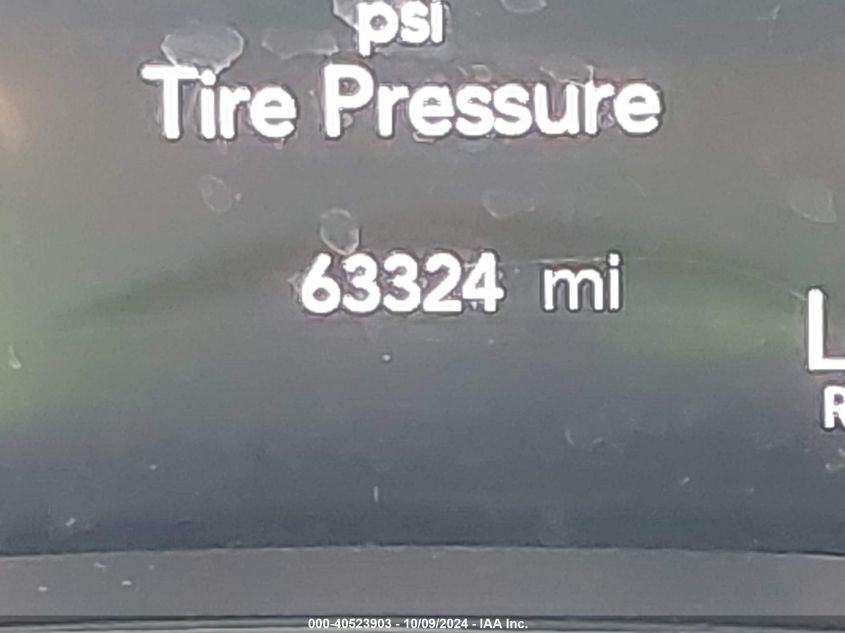 psi
Tire Pressure
63324 mi
L
R
000-40523903 - 10/09/2024 - IAA Inc.